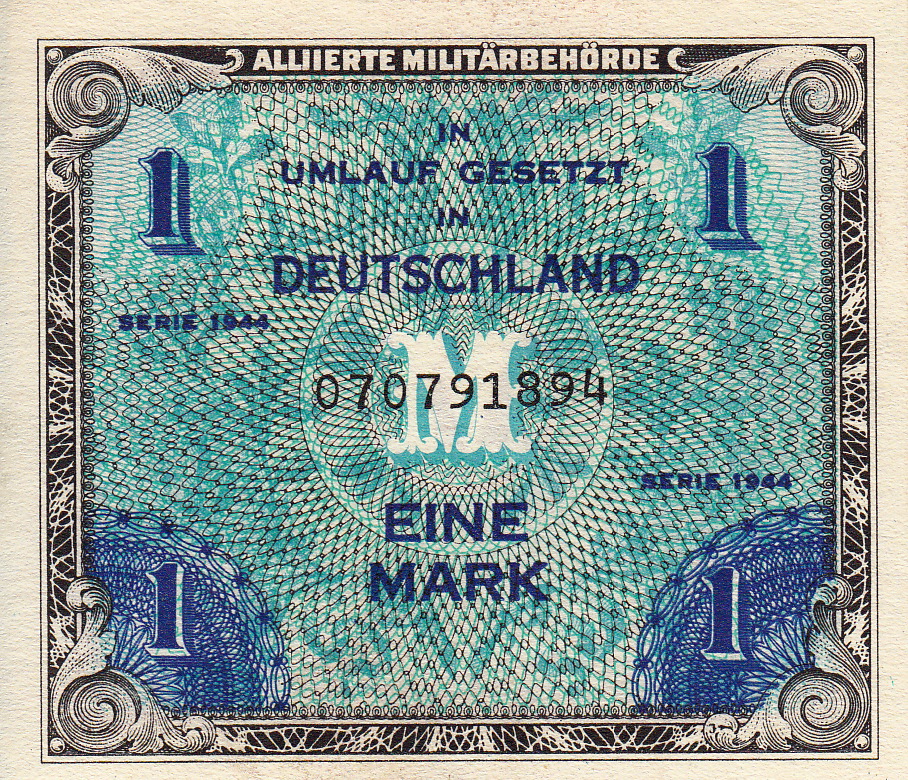 ALLIIERTE MILITÄRBEHÖRDE
IN
UMLAUF GESETZT
1 1
IN
DEUTSCHLAND
SERIE 1944
M
070791894
SERIE 1944
EINE
MARK
1 1